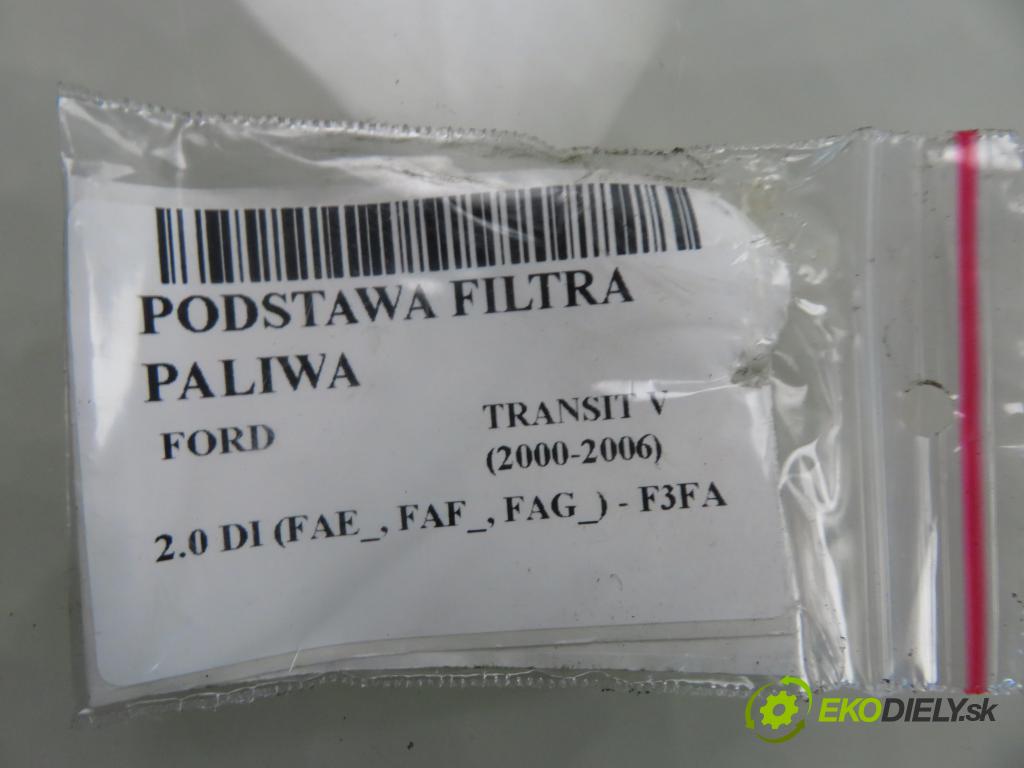 PODSTAWA FILTRA
PALIWA
FORD
TRANSIT V
(2000-2006)
2.0 DI (FAE_, FAF_, FAG_) - F3FA
EKODIELY.sk